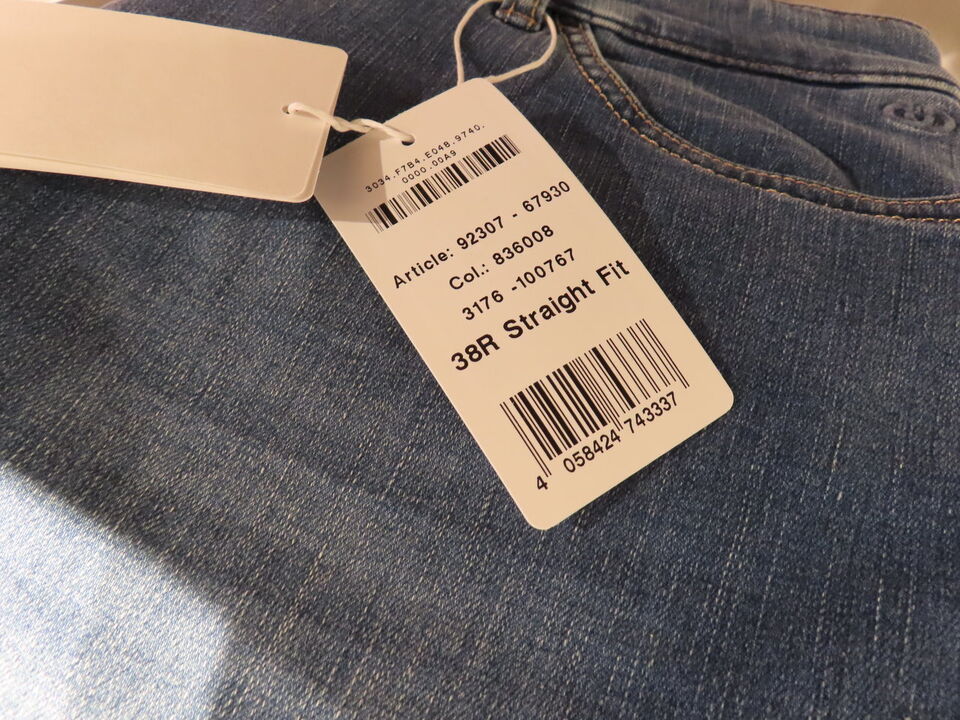 3034.F7B4.E048.9740.
0000.00A9
Article: 92307 - 67930
Col.: 836008
3176 -100767
38R Straight Fit
4 058424 743337